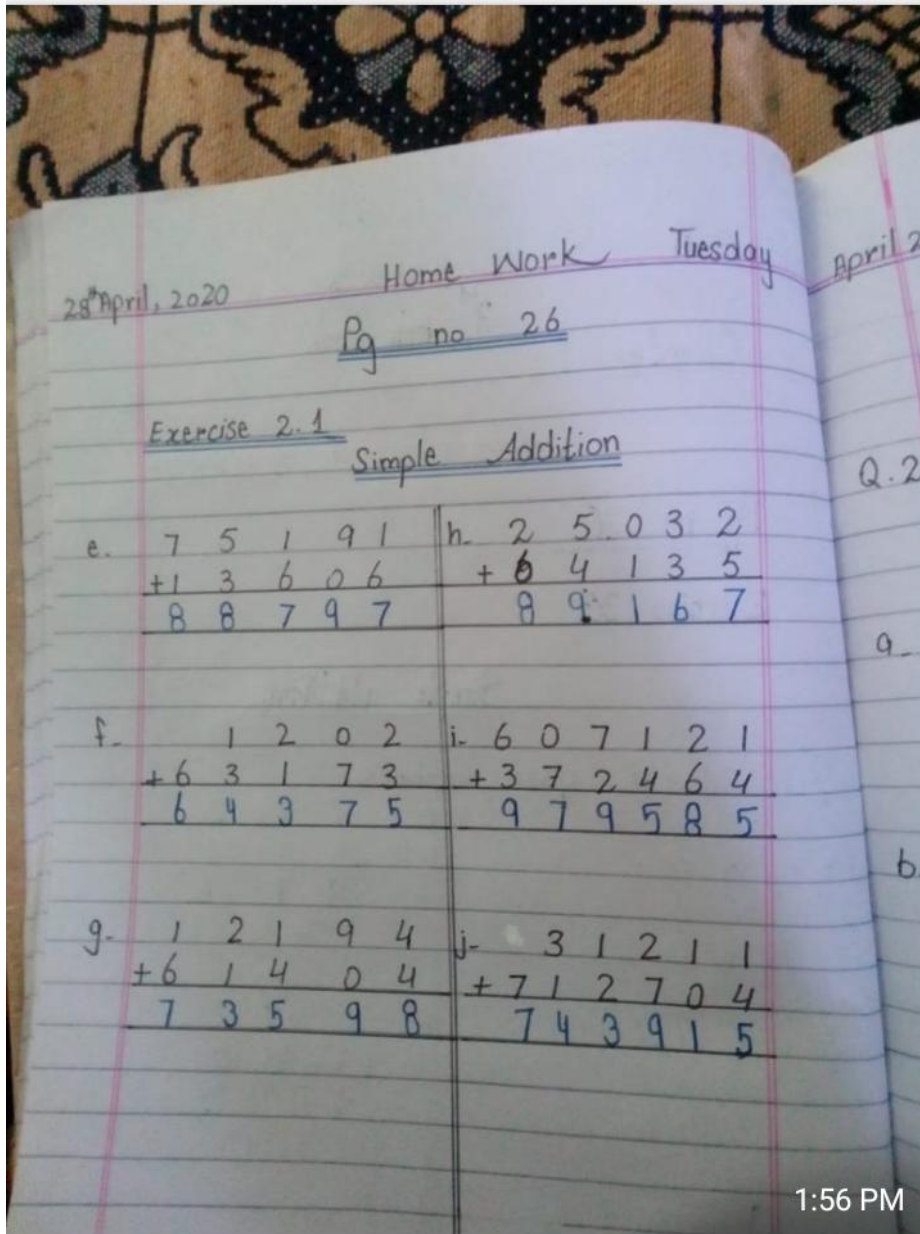 28th April, 2020 Home Work Tuesday
Pg no 26
Exercise 2.1
Simple Addition
e. 7 5 1 9 1
+1 3 6 0 6
8 8 7 9 7
h- 2 5.0 3 2
+ 6 4 1 3 5
8 9 1 6 7
f- 1 2 0 2
+6 3 1 7 3
6 4 3 7 5
i- 6 0 7 1 2 1
+3 7 2 4 6 4
9 7 9 5 8 5
g- 1 2 1 9 4
+6 1 4 0 4
7 3 5 9 8
j- 3 1 2 1 1
+7 1 2 7 0 4
7 4 3 9 1 5
April 2
Q.2
a-
b.
1:56 PM